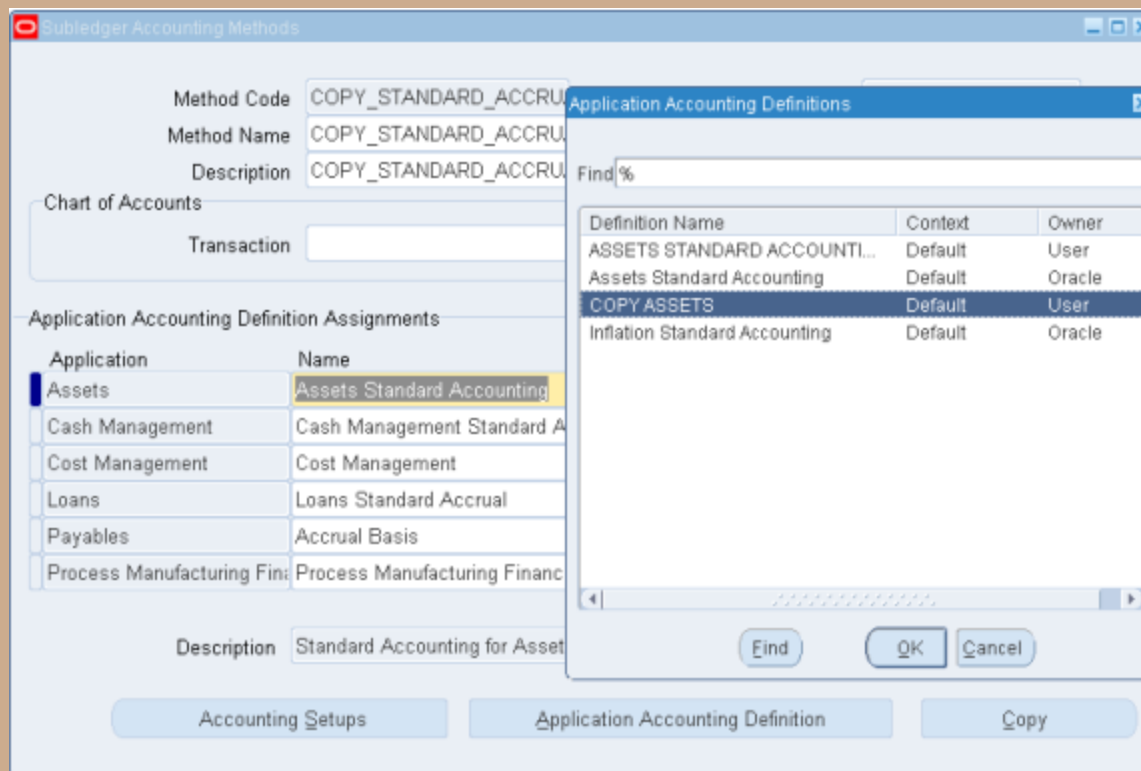 Subledger Accounting Methods
Method Code COPY_STANDARD_ACCRU
Method Name COPY_STANDARD_ACCRU
Description COPY_STANDARD_ACCRU
Chart of Accounts
Transaction
Application Accounting Definition Assignments
Application Name
Assets Assets Standard Accounting
Cash Management Cash Management Standard A
Cost Management Cost Management
Loans Loans Standard Accrual
Payables Accrual Basis
Process Manufacturing Fina Process Manufacturing Financ
Description Standard Accounting for Asset
Accounting Setups Application Accounting Definition Copy
Application Accounting Definitions
Find %
Definition Name Context Owner
ASSETS STANDARD ACCOUNTI... Default User
Assets Standard Accounting Default Oracle
COPY ASSETS Default User
Inflation Standard Accounting Default Oracle
Find OK Cancel